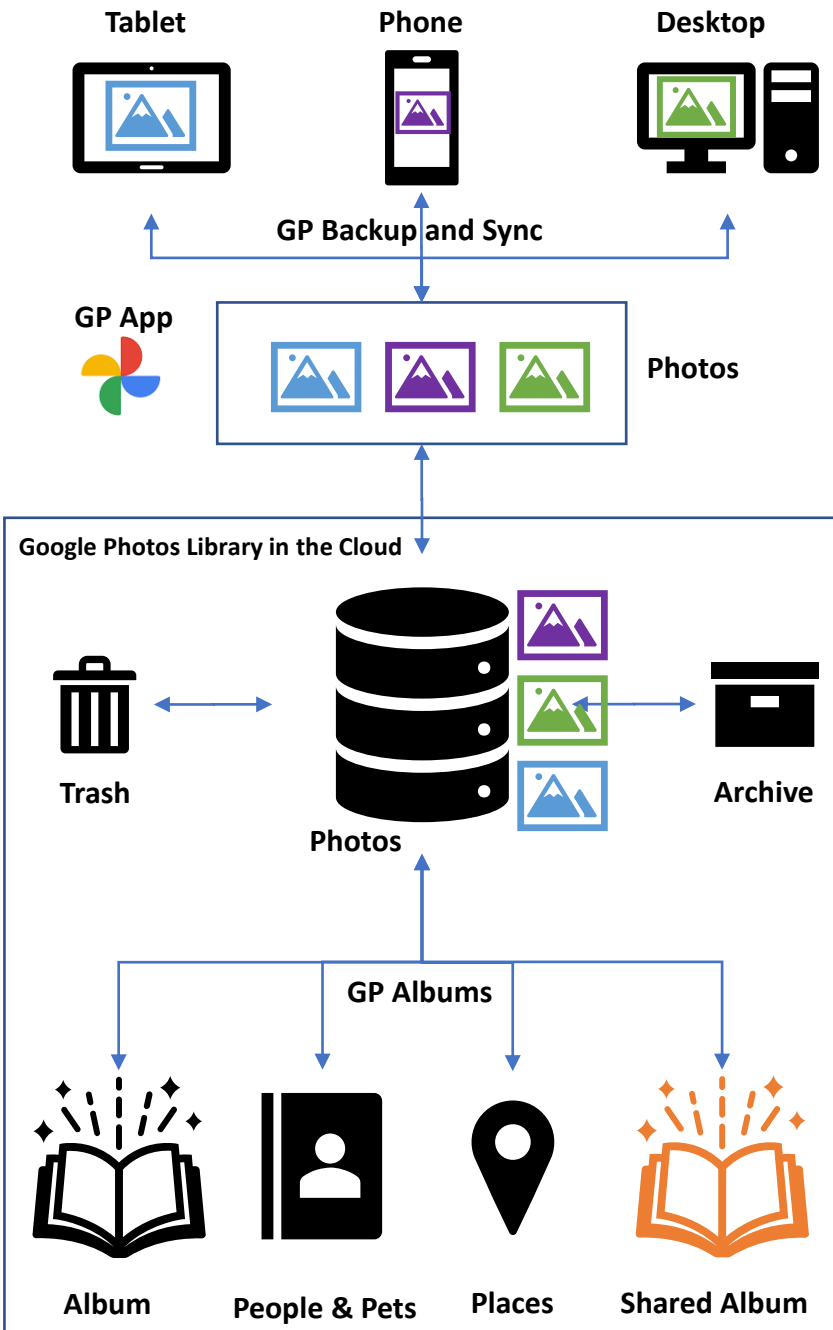 Tablet
Phone
Desktop
GP Backup and Sync
GP App
Photos
Google Photos Library in the Cloud
Trash
Archive
Photos
GP Albums
Album
People & Pets
Places
Shared Album